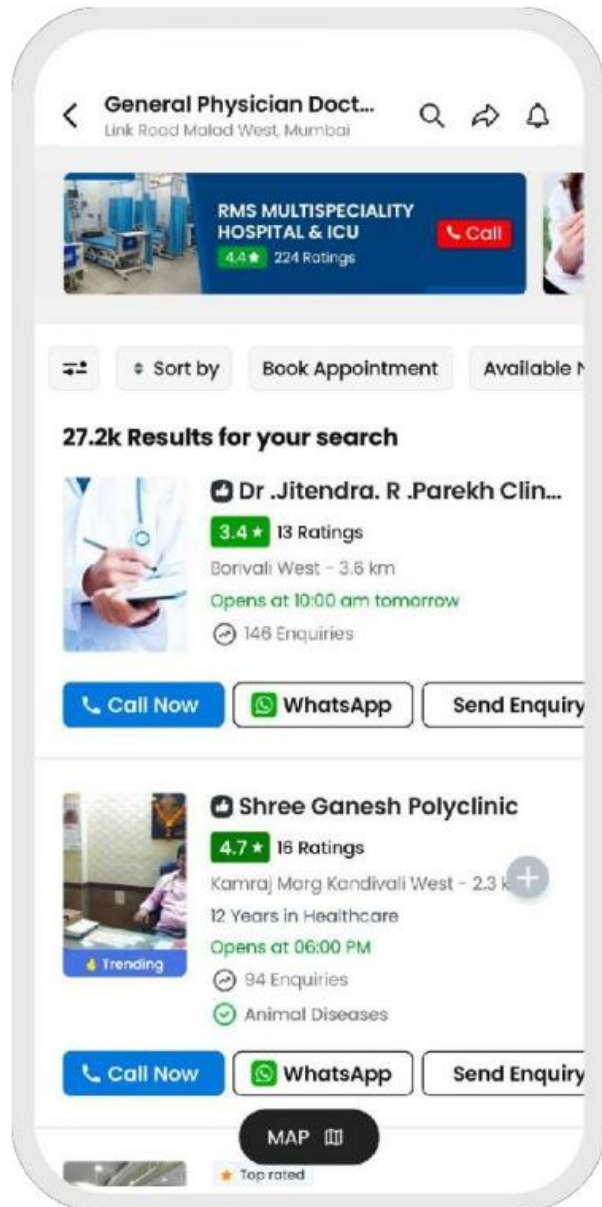 General Physician Doct...
Link Road Malad West, Mumbai
RMS MULTISPECIALITY
HOSPITAL & ICU
Call
4.4★ 224 Ratings
Sort by
Book Appointment
Available N
27.2k Results for your search
Dr .Jitendra. R .Parekh Clin...
3.4★ 13 Ratings
Borivali West - 3.6 km
Opens at 10:00 am tomorrow
146 Enquiries
Call Now
WhatsApp
Send Enquiry
Shree Ganesh Polyclinic
4.7★ 16 Ratings
Kamraj Marg Kandivali West - 2.3 k
12 Years in Healthcare
Opens at 06:00 PM
Trending
94 Enquiries
Animal Diseases
Call Now
WhatsApp
Send Enquiry
MAP
Top rated